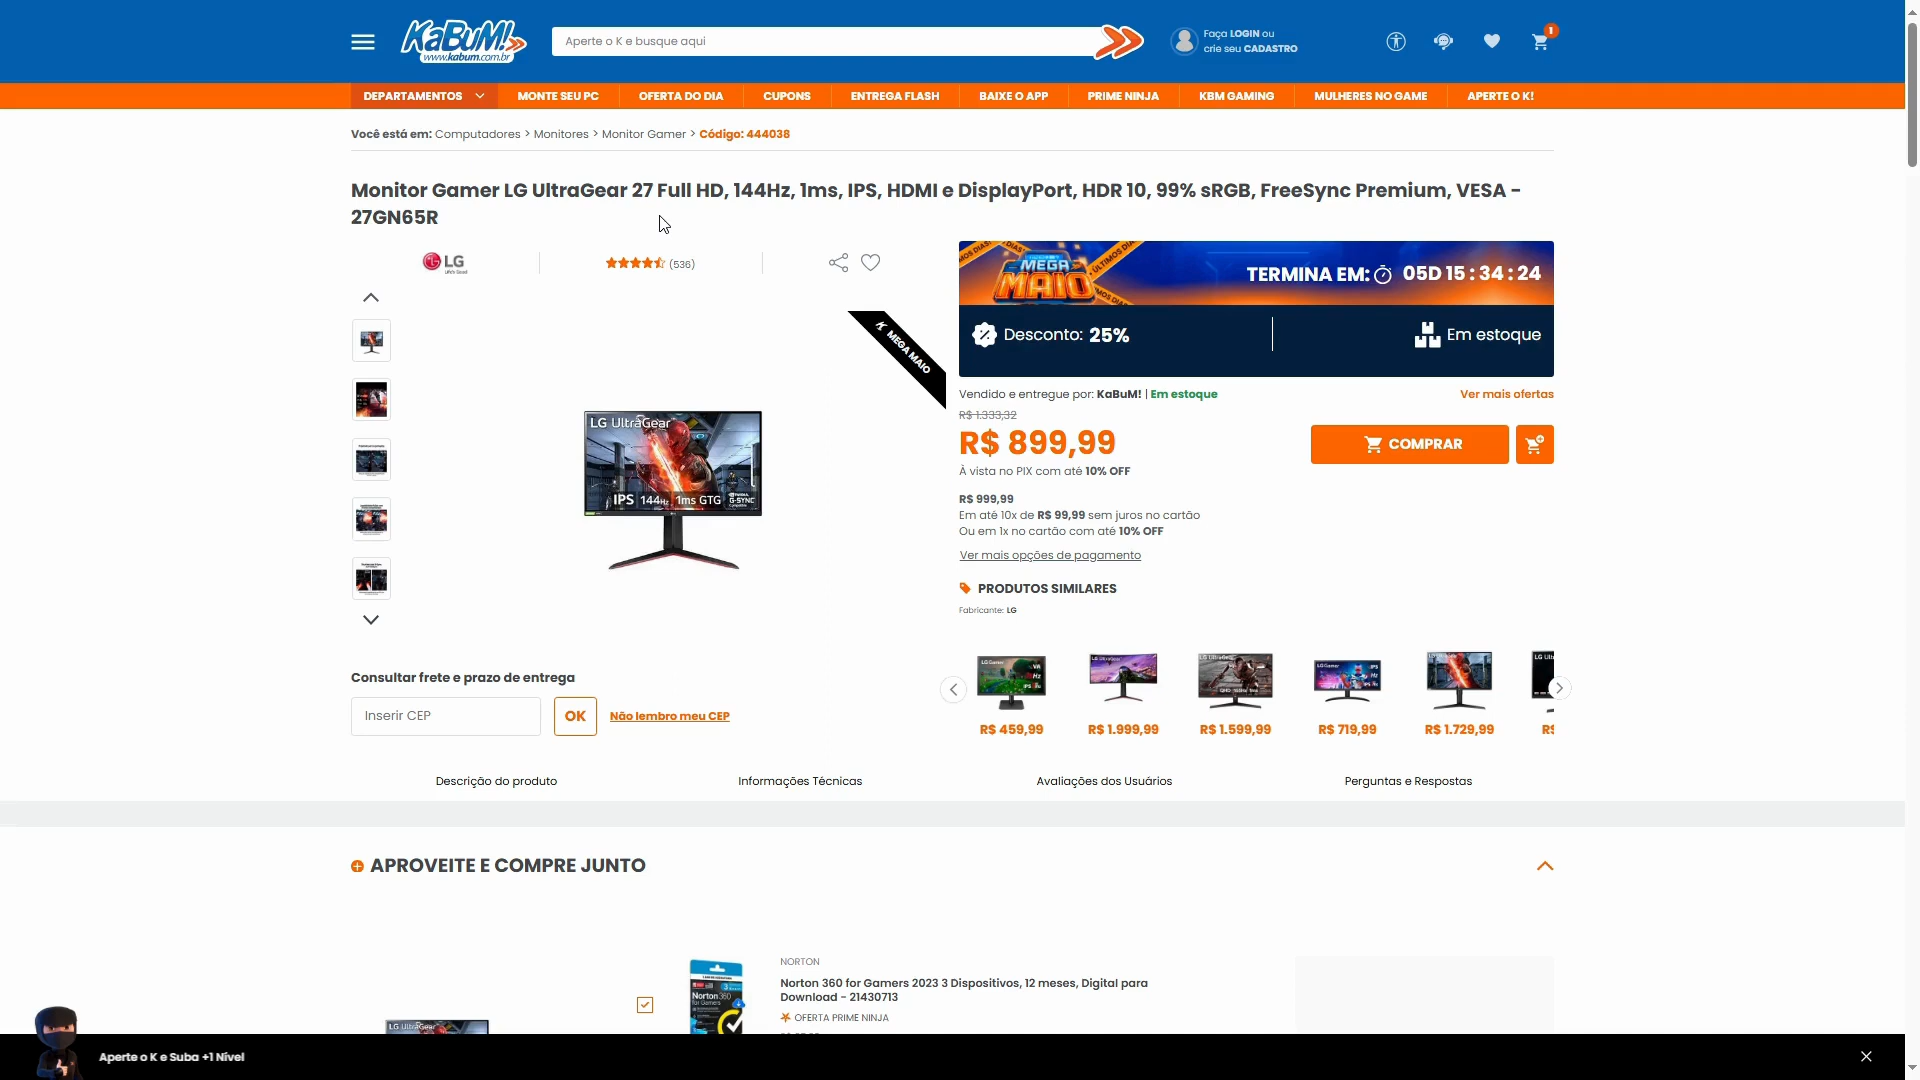 KaBuM!
www.kabum.com.br
Aperte o K e busque aqui
Faça LOGIN ou
crie seu CADASTRO
1
DEPARTAMENTOS
MONTE SEU PC
OFERTA DO DIA
CUPONS
ENTREGA FLASH
BAIXE O APP
PRIME NINJA
KBM GAMING
MULHERES NO GAME
APERTE O K!
Você está em: Computadores > Monitores > Monitor Gamer > Código: 444038
Monitor Gamer LG UltraGear 27 Full HD, 144Hz, 1ms, IPS, HDMI e DisplayPort, HDR 10, 99% sRGB, FreeSync Premium, VESA -
27GN65R
LG
(536)
MEGA MAIO
MEGA
MAIO
ÚLTIMOS DIAS!
TERMINA EM: 05D 15 : 34 : 24
Desconto: 25%
Em estoque
Vendido e entregue por: KaBuM! | Em estoque
Ver mais ofertas
R$ 1.333,32
R$ 899,99
COMPRAR
À vista no PIX com até 10% OFF
R$ 999,99
Em até 10x de R$ 99,99 sem juros no cartão
Ou em 1x no cartão com até 10% OFF
Ver mais opções de pagamento
LG UltraGear
IPS 144Hz 1ms GTG
G-SYNC
PRODUTOS SIMILARES
Fabricante: LG
R$ 459,99
R$ 1.999,99
R$ 1.599,99
R$ 719,99
R$ 1.729,99
R$
Consultar frete e prazo de entrega
Inserir CEP
OK
Não lembro meu CEP
Descrição do produto
Informações Técnicas
Avaliações dos Usuários
Perguntas e Respostas
APROVEITE E COMPRE JUNTO
NORTON
Norton 360 for Gamers 2023 3 Dispositivos, 12 meses, Digital para
Download - 21430713
OFERTA PRIME NINJA
Norton 360
for Gamers
LG UltraGear
Aperte o K e Suba +1 Nível